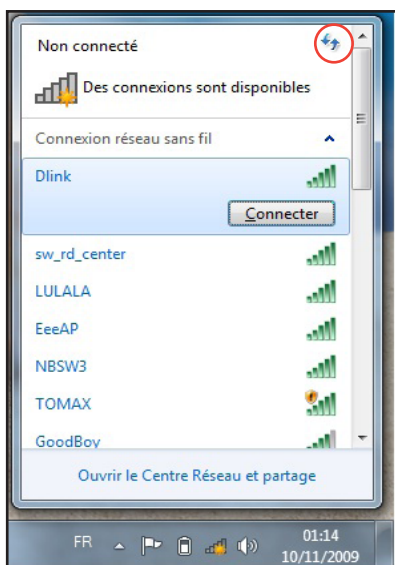 Non connecté
Des connexions sont disponibles
Connexion réseau sans fil
Dlink
Connecter
sw_rd_center
LULALA
EeeAP
NBSW3
TOMAX
GoodBoy
Ouvrir le Centre Réseau et partage
FR
01:14
10/11/2009